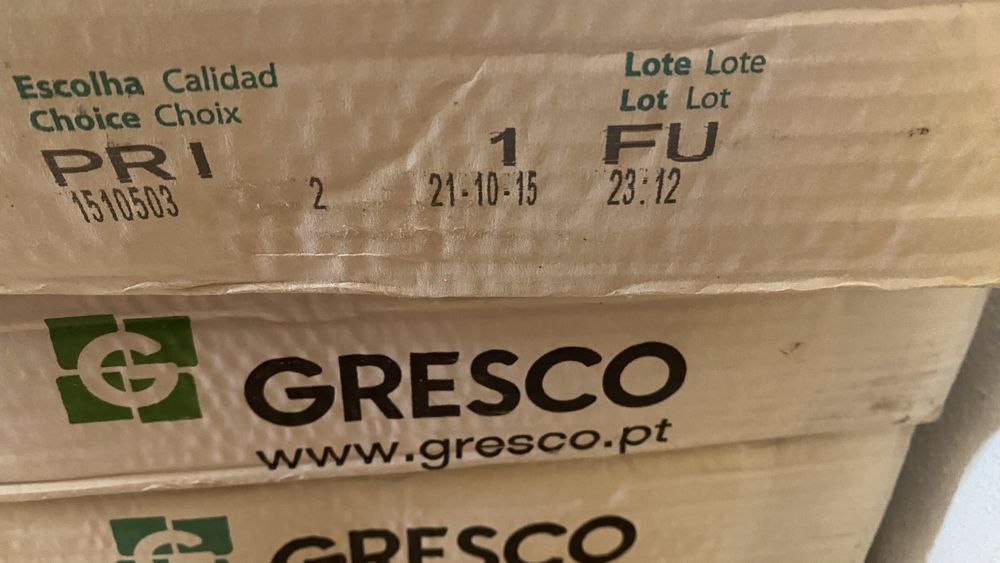 Escolha Calidad
Choice Choix
Lote Lote
Lot Lot
PRI 1 FU
1510503 2 21-10-15 23:12
G GRESCO
www.gresco.pt
GRESCO